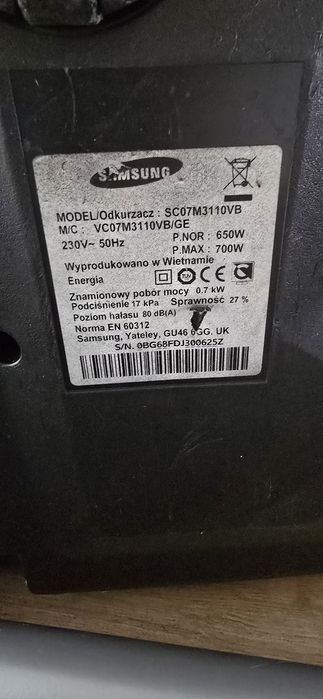 SAMSUNG
MODEL/Odkurzacz : SC07M3110VB
M/C : VC07M3110VB/GE
230V~ 50Hz P.NOR : 650W
P.MAX : 700W
Wyprodukowano w Wietnamie
Energia
Znamionowy pobór mocy 0.7 kW
Podciśnienie 17 kPa Sprawność 27 %
Poziom hałasu 80 dB(A)
Norma EN 60312
Samsung, Yateley, GU46 6GG. UK
S/N. 0BG68FDJ300625Z